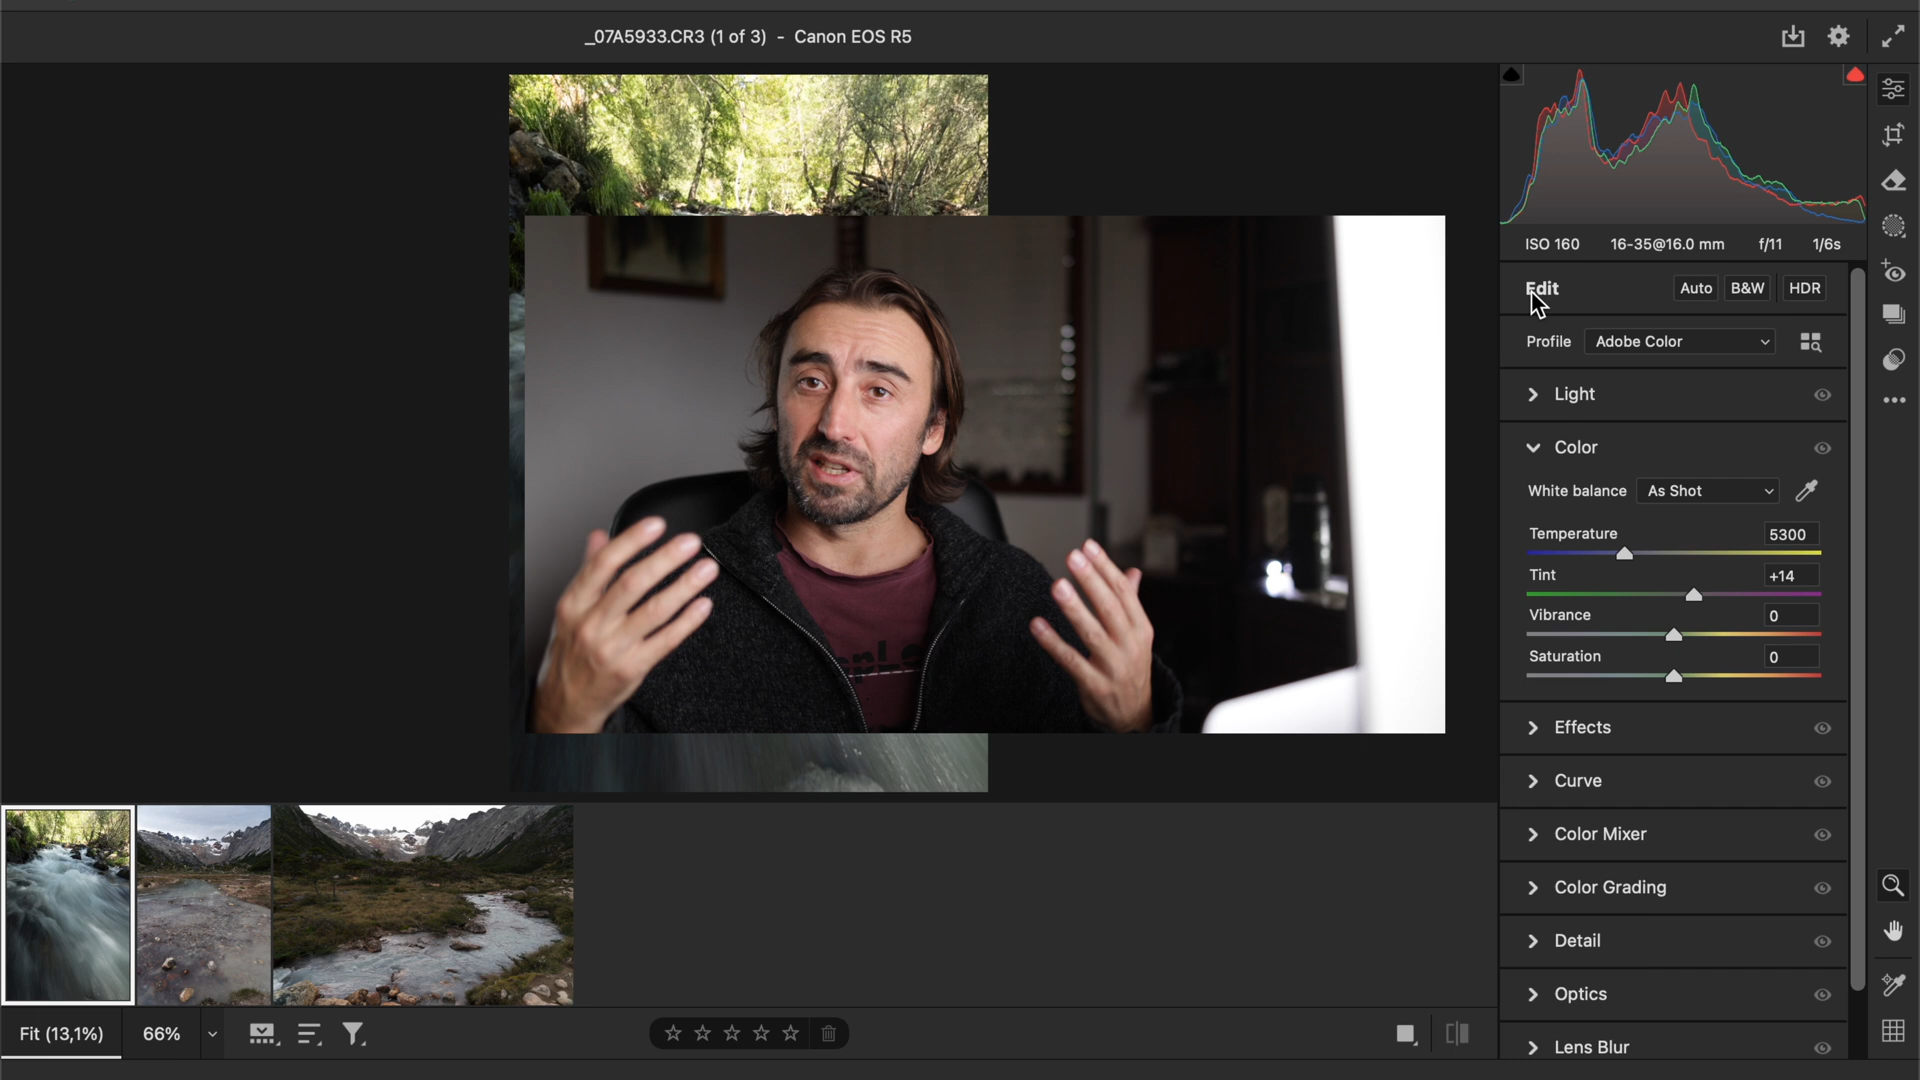 _07A5933.CR3 (1 of 3) - Canon EOS R5
ISO 160 16-35@16.0 mm f/11 1/6s
Edit Auto B&W HDR
Profile Adobe Color
Light
Color
White balance As Shot
Temperature 5300
Tint +14
Vibrance 0
Saturation 0
Effects
Curve
Color Mixer
Color Grading
Detail
Optics
Lens Blur
Fit (13,1%) 66%